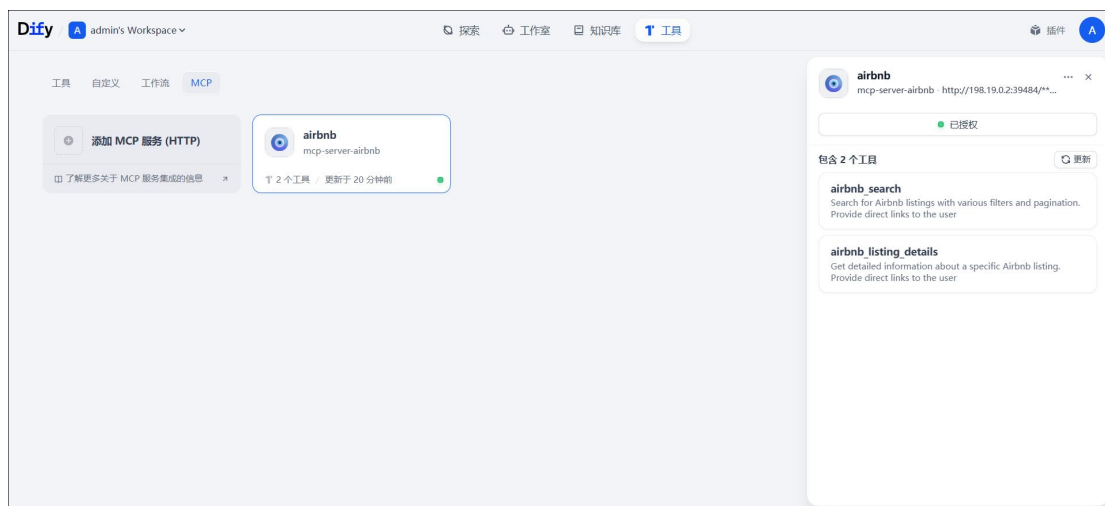 Dify / A admin's Workspace
探索 工作室 知识库 工具
插件 A
工具 自定义 工作流 MCP
添加 MCP 服务 (HTTP)
了解更多关于 MCP 服务集成的信息
airbnb
mcp-server-airbnb
2 个工具 / 更新于 20 分钟前
airbnb
mcp-server-airbnb · http://198.19.0.2:39484/**...
已授权
包含 2 个工具 更新
airbnb_search
Search for Airbnb listings with various filters and pagination.
Provide direct links to the user
airbnb_listing_details
Get detailed information about a specific Airbnb listing.
Provide direct links to the user